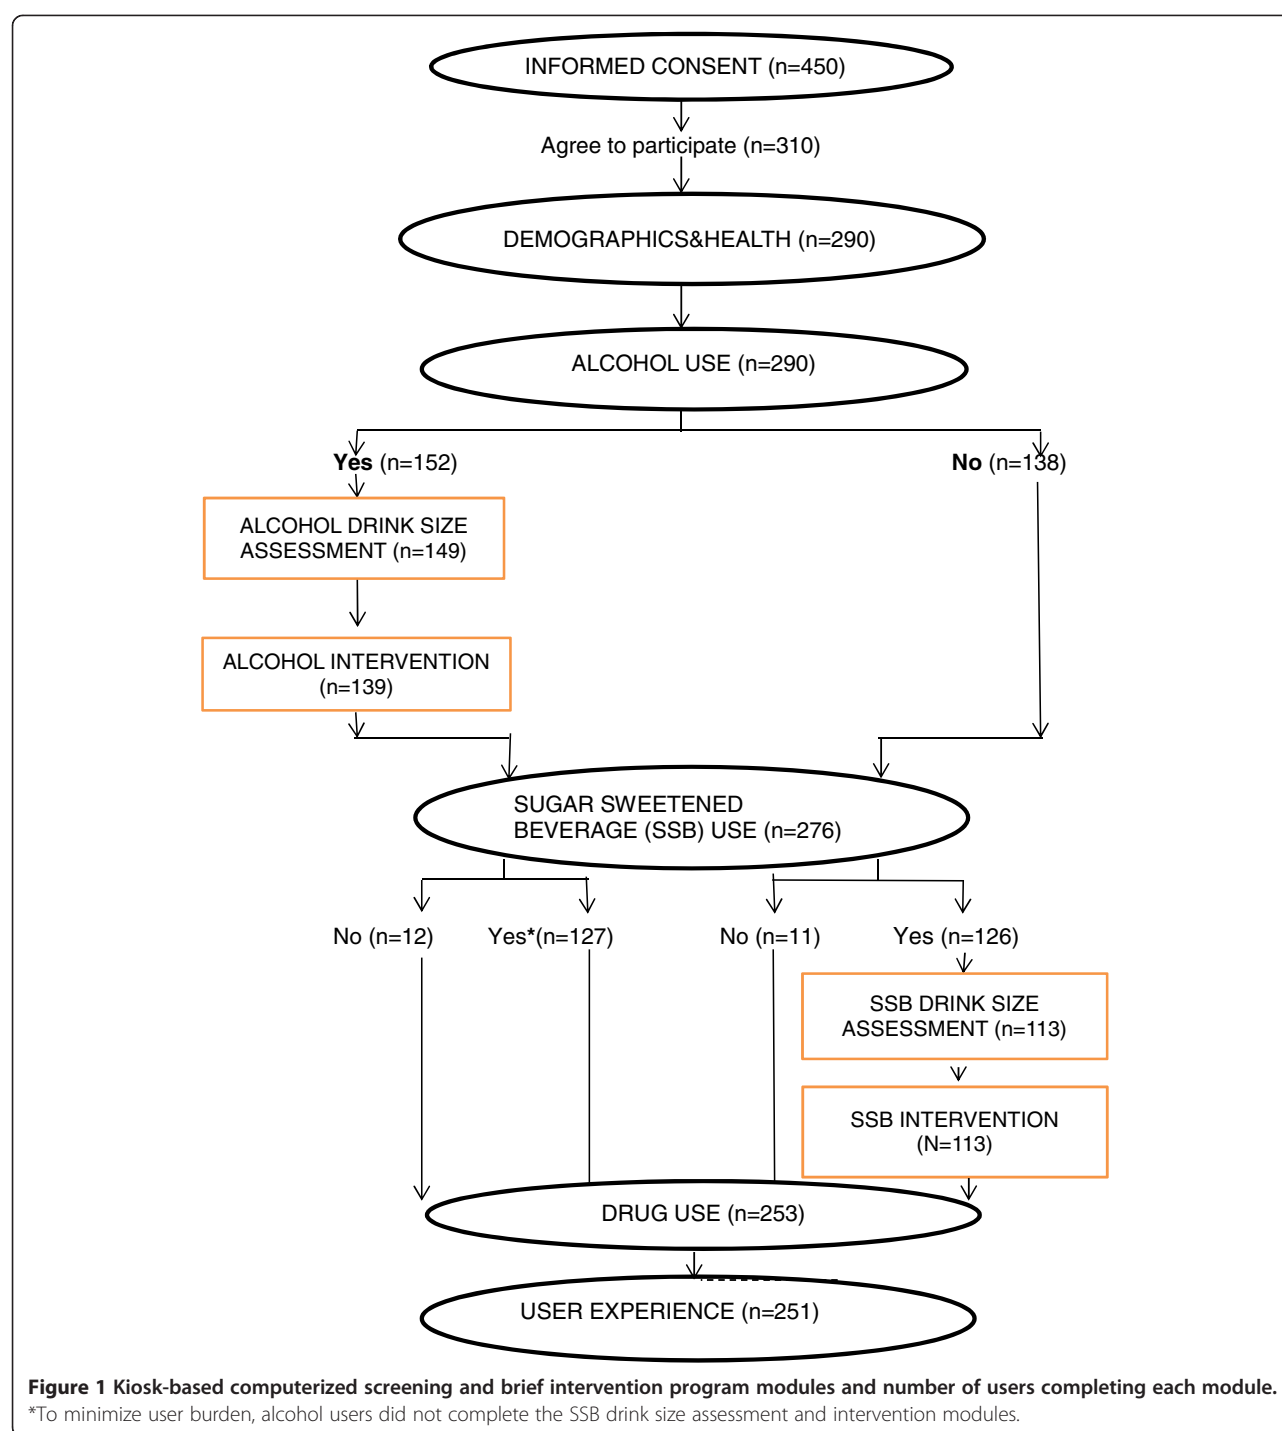 INFORMED CONSENT (n=450)
Agree to participate (n=310)
DEMOGRAPHICS&HEALTH (n=290)
ALCOHOL USE (n=290)
Yes (n=152)
No (n=138)
ALCOHOL DRINK SIZE
ASSESSMENT (n=149)
ALCOHOL INTERVENTION
(n=139)
SUGAR SWEETENED
BEVERAGE (SSB) USE (n=276)
No (n=12)
Yes*(n=127)
No (n=11)
Yes (n=126)
SSB DRINK SIZE
ASSESSMENT (n=113)
SSB INTERVENTION
(N=113)
DRUG USE (n=253)
USER EXPERIENCE (n=251)
Figure 1 Kiosk-based computerized screening and brief intervention program modules and number of users completing each module.
*To minimize user burden, alcohol users did not complete the SSB drink size assessment and intervention modules.